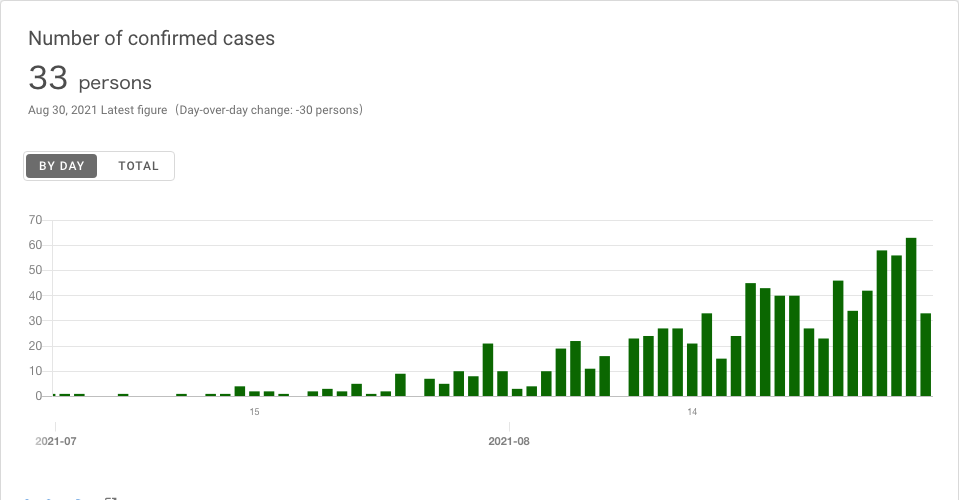 Number of confirmed cases
33 persons
Aug 30, 2021 Latest figure (Day-over-day change: -30 persons)
BY DAY TOTAL
70
60
50
40
30
20
10
0
15 14
2021-07 2021-08